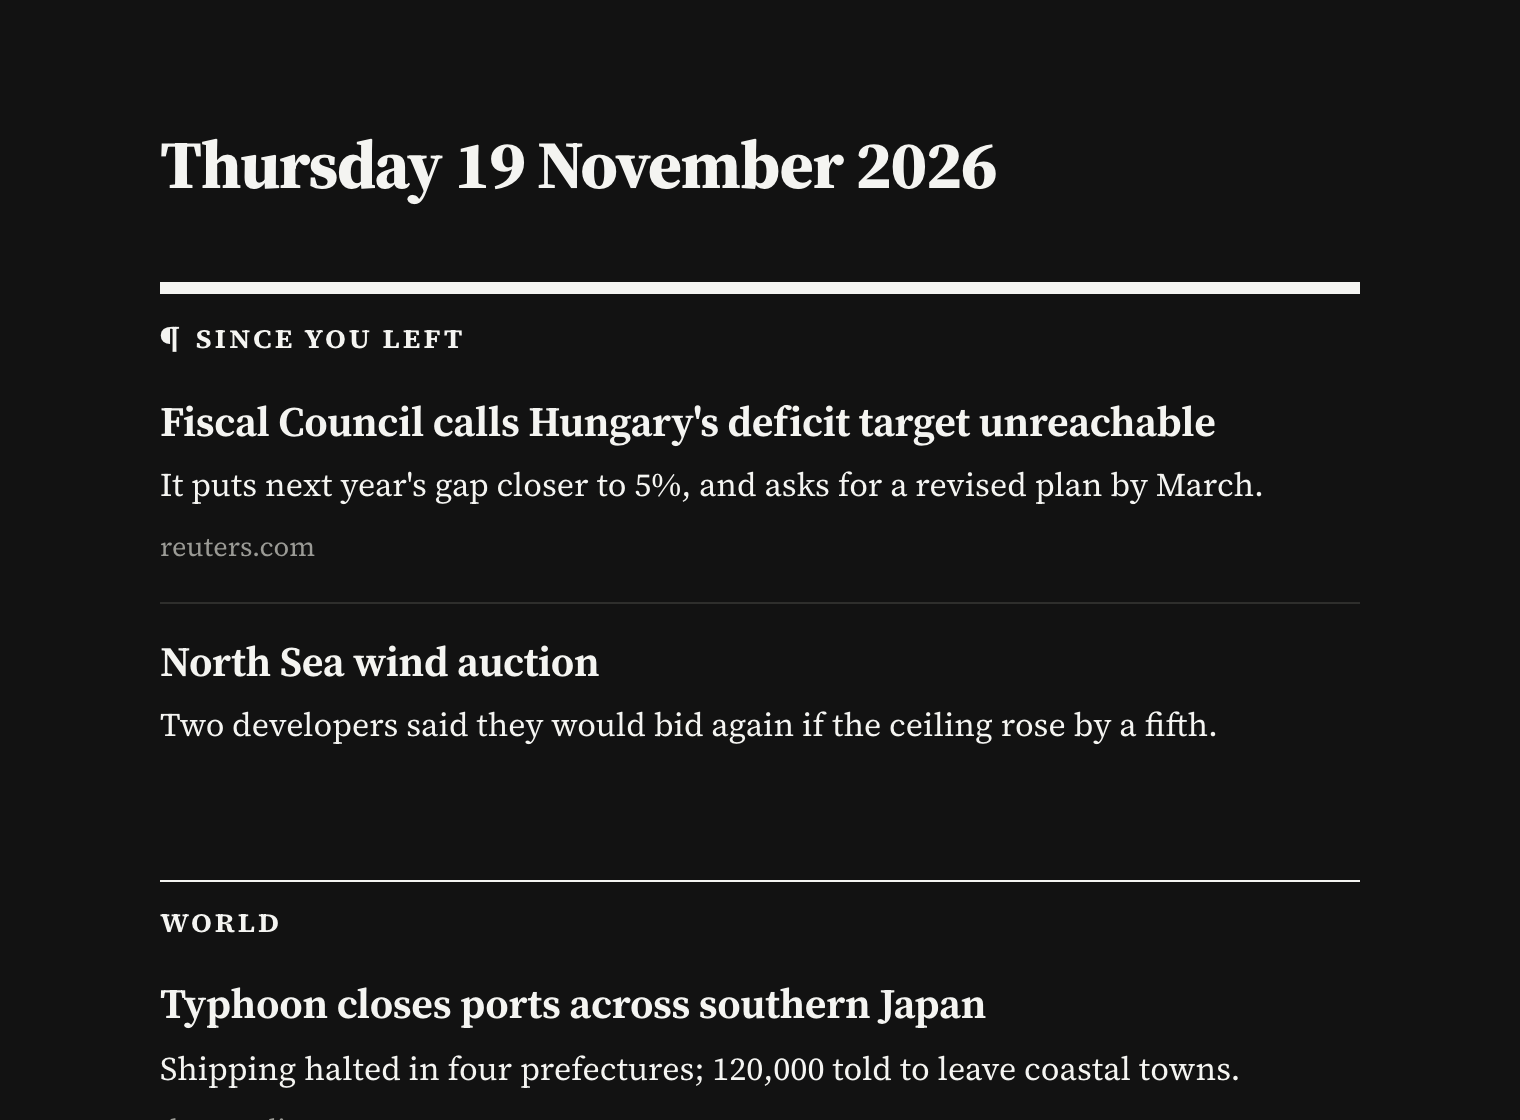 Thursday 19 November 2026
¶ SINCE YOU LEFT
Fiscal Council calls Hungary's deficit target unreachable
It puts next year's gap closer to 5%, and asks for a revised plan by March.
reuters.com
North Sea wind auction
Two developers said they would bid again if the ceiling rose by a fifth.
WORLD
Typhoon closes ports across southern Japan
Shipping halted in four prefectures; 120,000 told to leave coastal towns.